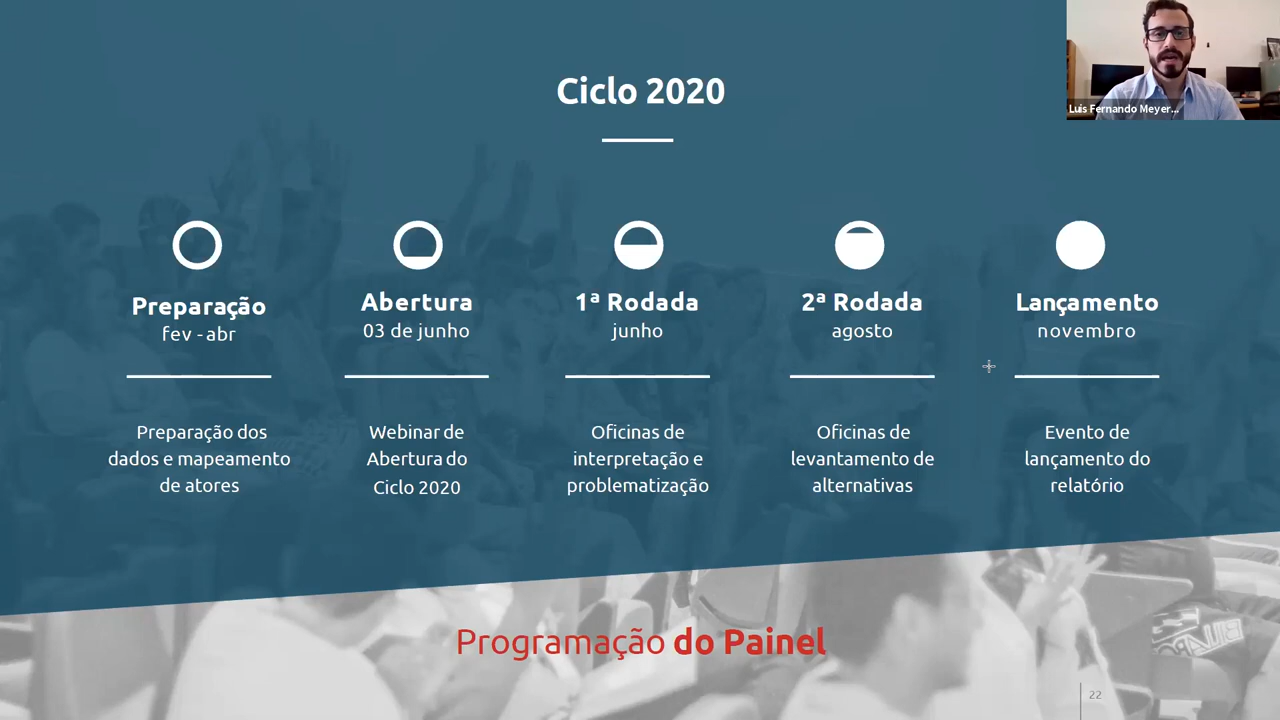 Ciclo 2020
Luis Fernando Meyer...
Preparação
fev - abr
Preparação dos
dados e mapeamento
de atores
Abertura
03 de junho
Webinar de
Abertura do
Ciclo 2020
1ª Rodada
junho
Oficinas de
interpretação e
problematização
2ª Rodada
agosto
Oficinas de
levantamento de
alternativas
Lançamento
novembro
Evento de
lançamento do
relatório
Programação do Painel
22